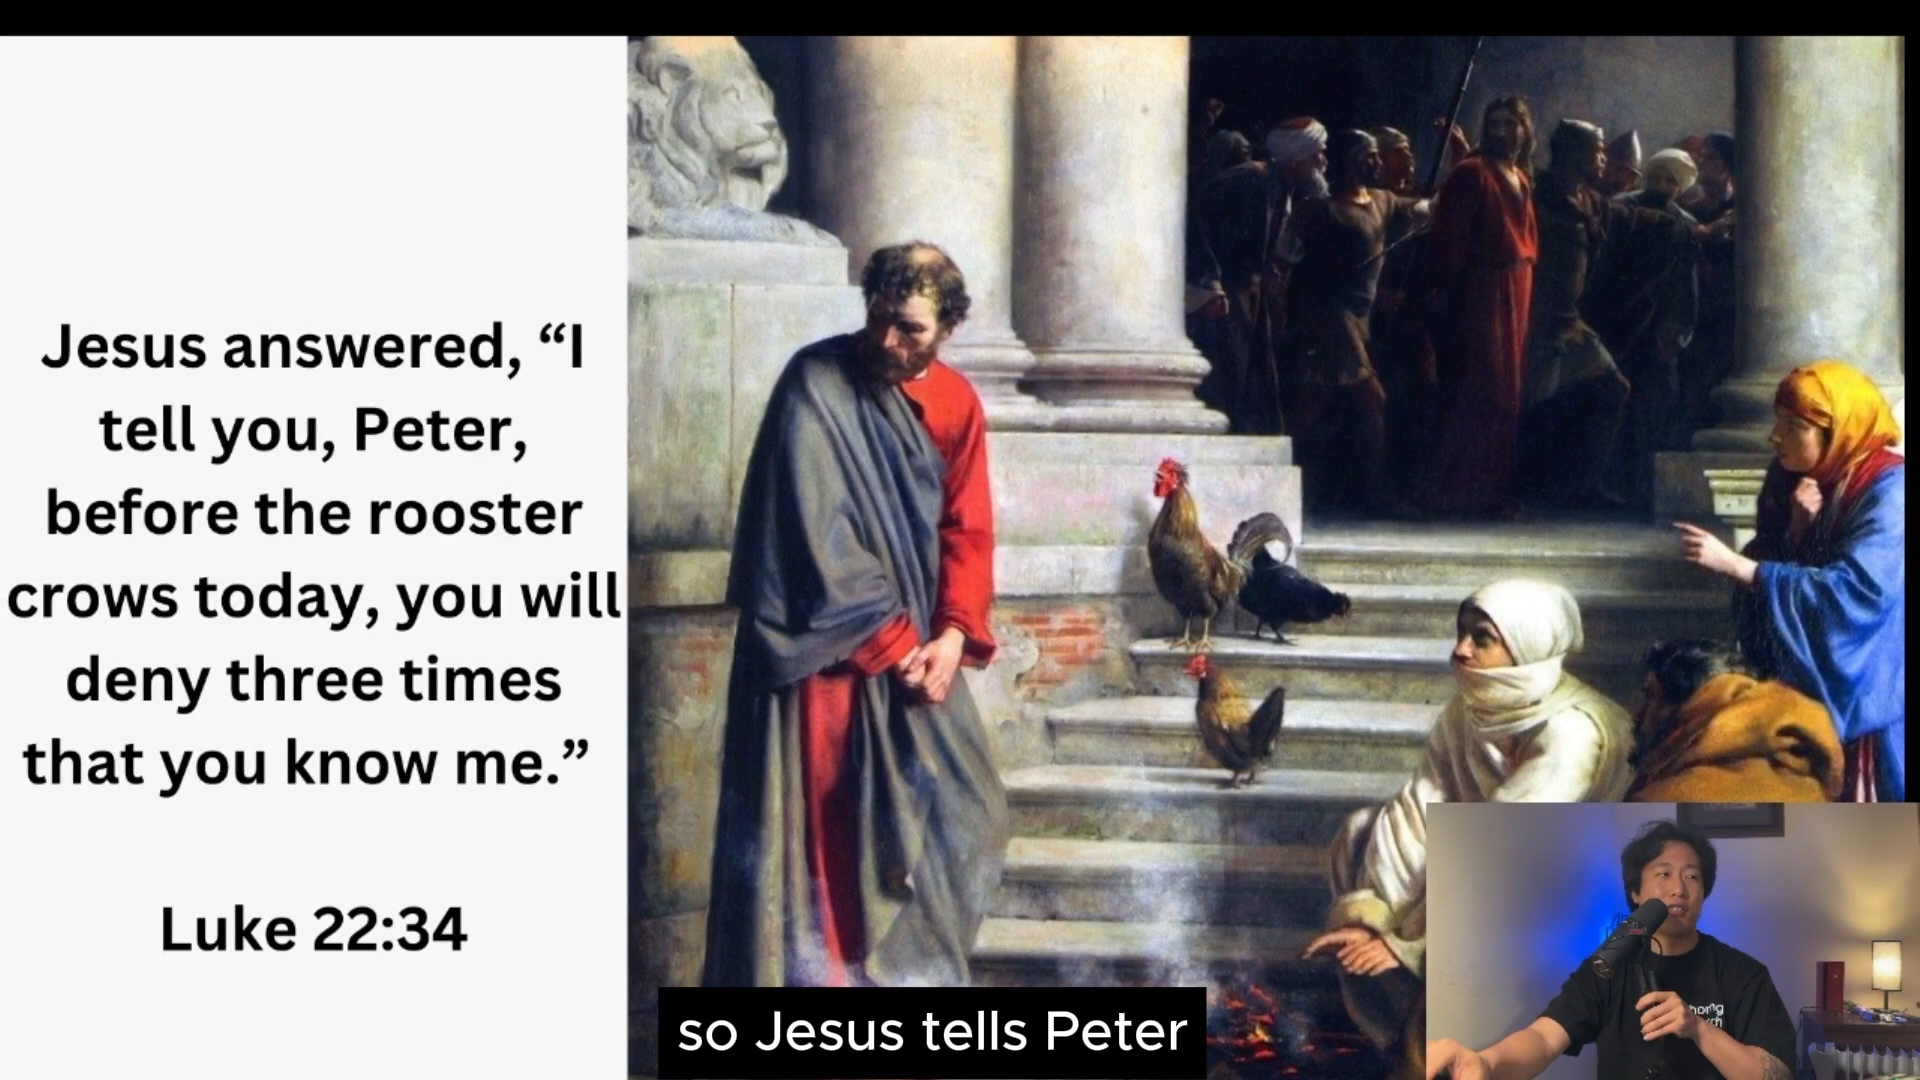 Jesus answered, “I
tell you, Peter,
before the rooster
crows today, you will
deny three times
that you know me.”
Luke 22:34
so Jesus tells Peter